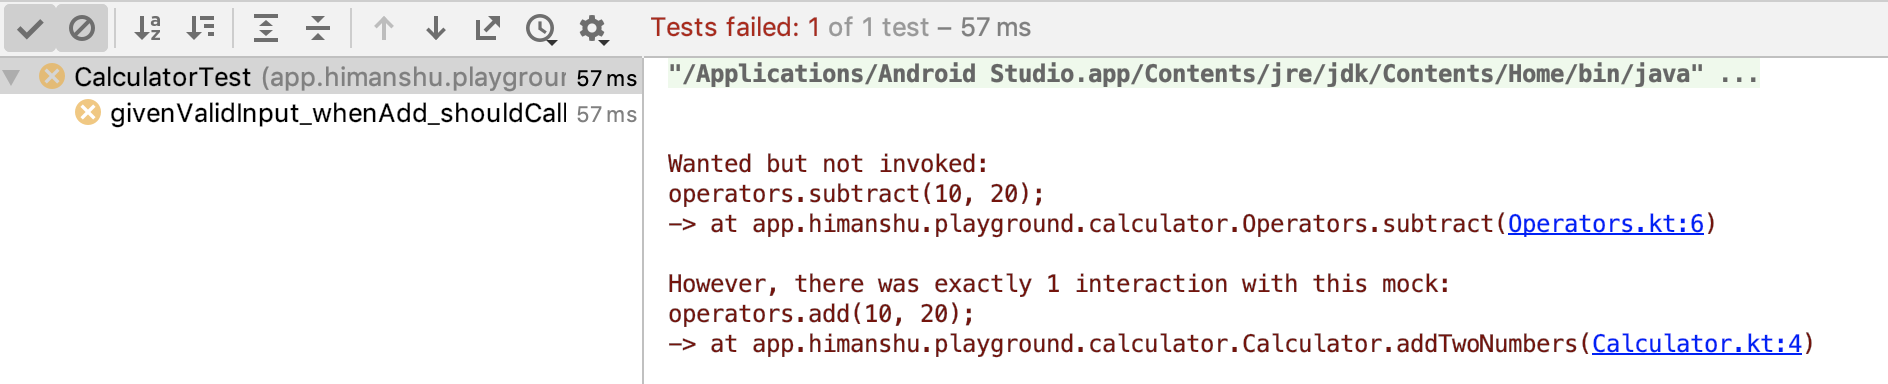 Tests failed: 1 of 1 test – 57 ms
CalculatorTest (app.himanshu.playgroun 57 ms
givenValidInput_whenAdd_shouldCall 57 ms
"/Applications/Android Studio.app/Contents/jre/jdk/Contents/Home/bin/java" ...
Wanted but not invoked:
operators.subtract(10, 20);
-> at app.himanshu.playground.calculator.Operators.subtract(Operators.kt:6)
However, there was exactly 1 interaction with this mock:
operators.add(10, 20);
-> at app.himanshu.playground.calculator.Calculator.addTwoNumbers(Calculator.kt:4)